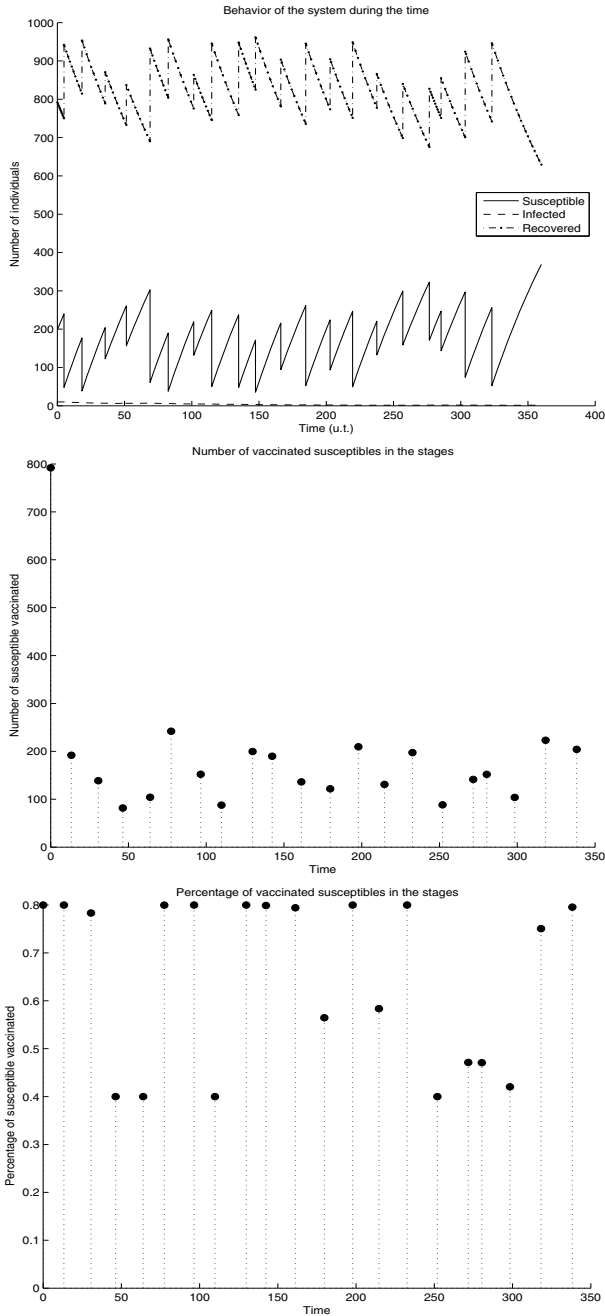 Behavior of the system during the time
1000
900
800
700
600
500
400
300
200
100
0
Number of individuals
Susceptible
Infected
Recovered
0 50 100 150 200 250 300 350 400
Time (u.t.)
Number of vaccinated susceptibles in the stages
800
700
600
500
400
300
200
100
0
Number of susceptible vaccinated
0 50 100 150 200 250 300 350
Time
Percentage of vaccinated susceptibles in the stages
0.8
0.7
0.6
0.5
0.4
0.3
0.2
0.1
0
Percentage of susceptible vaccinated
0 50 100 150 200 250 300 350
Time